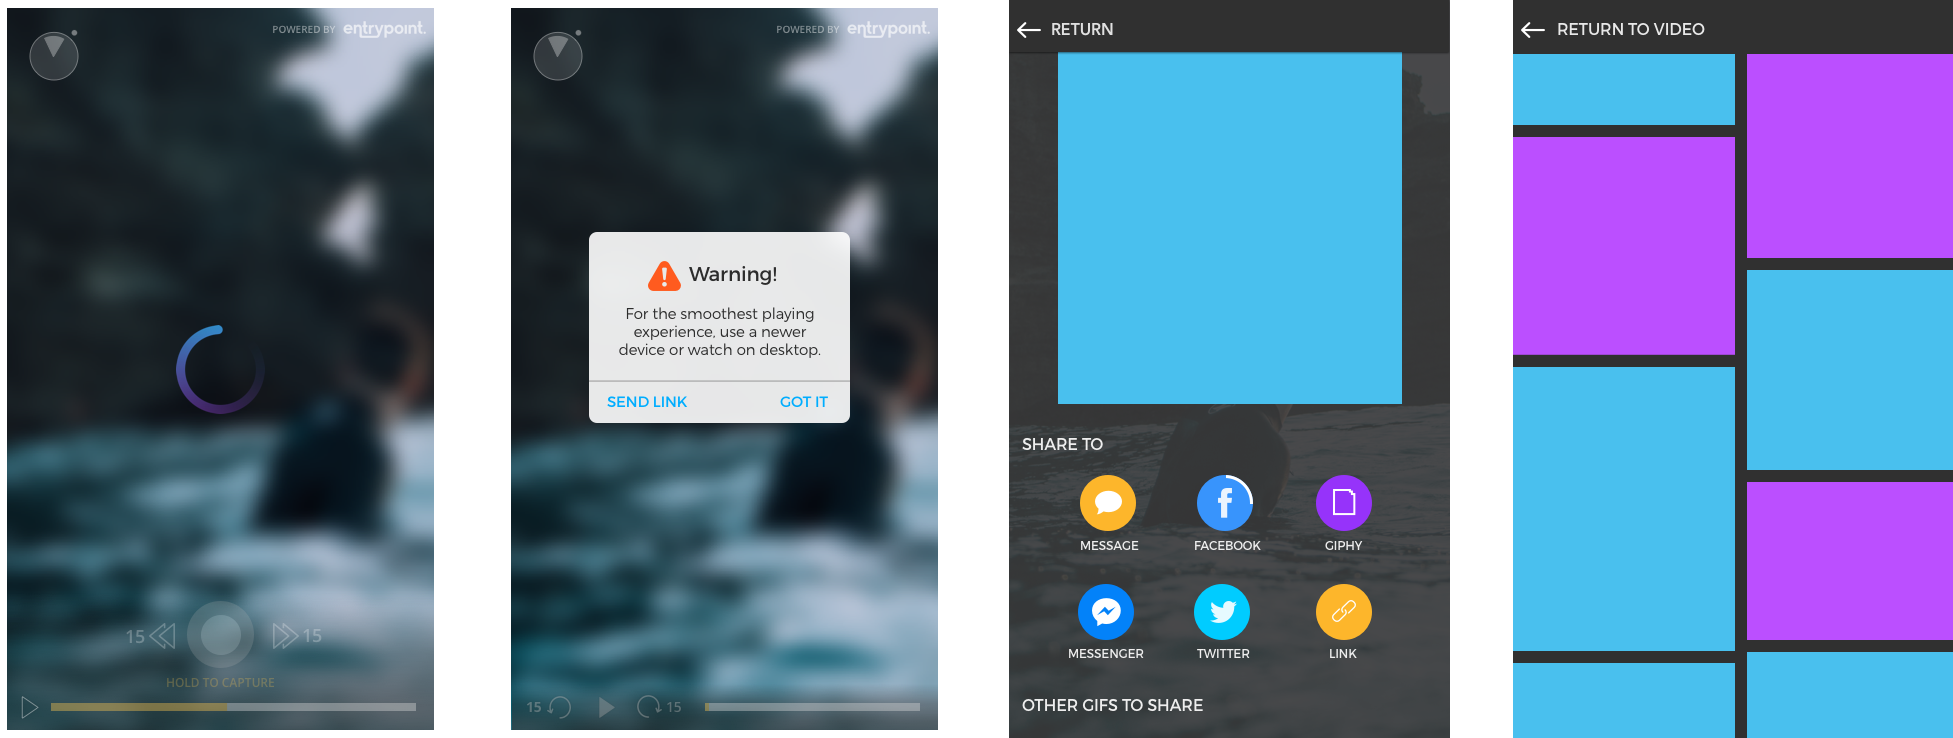 POWERED BY entrypoint.
15
15
HOLD TO CAPTURE
POWERED BY entrypoint.
Warning!
For the smoothest playing
experience, use a newer
device or watch on desktop.
SEND LINK
GOT IT
15
15
RETURN
SHARE TO
MESSAGE
FACEBOOK
GIPHY
MESSENGER
TWITTER
LINK
OTHER GIFS TO SHARE
RETURN TO VIDEO